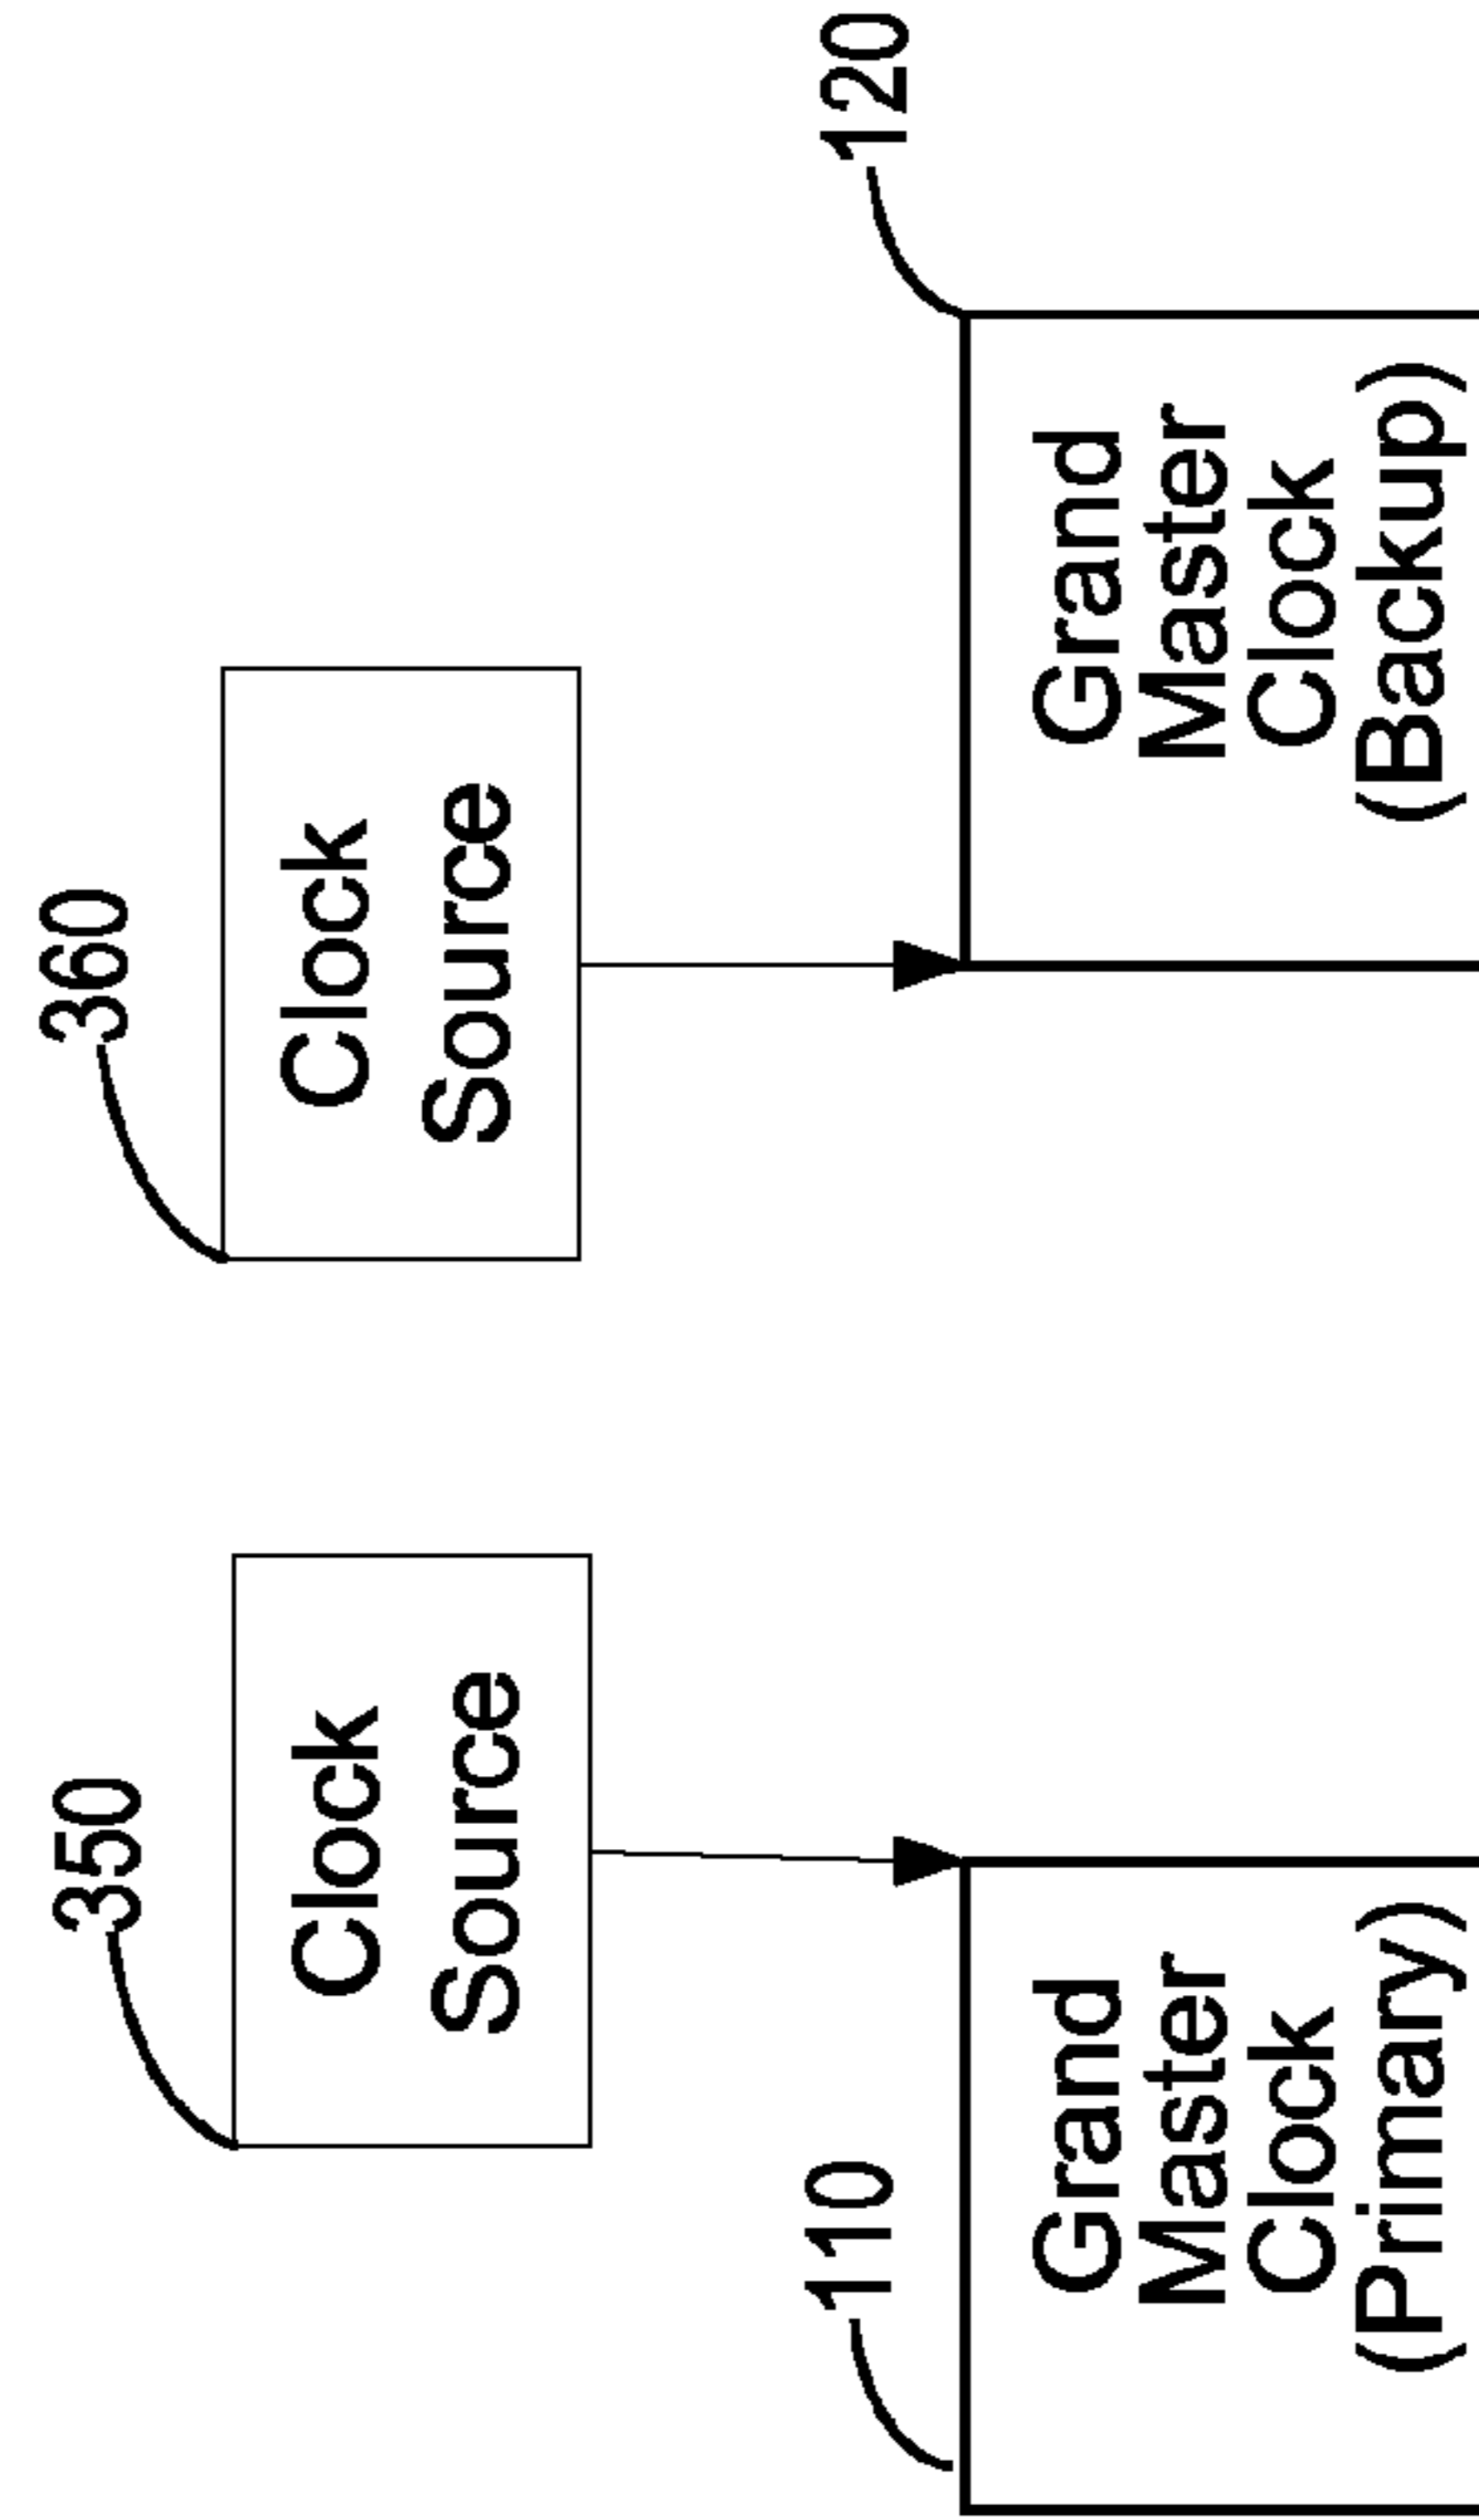 350
Clock
Source
360
Clock
Source
110
Grand
Master
Clock
(Primary)
120
Grand
Master
Clock
(Backup)